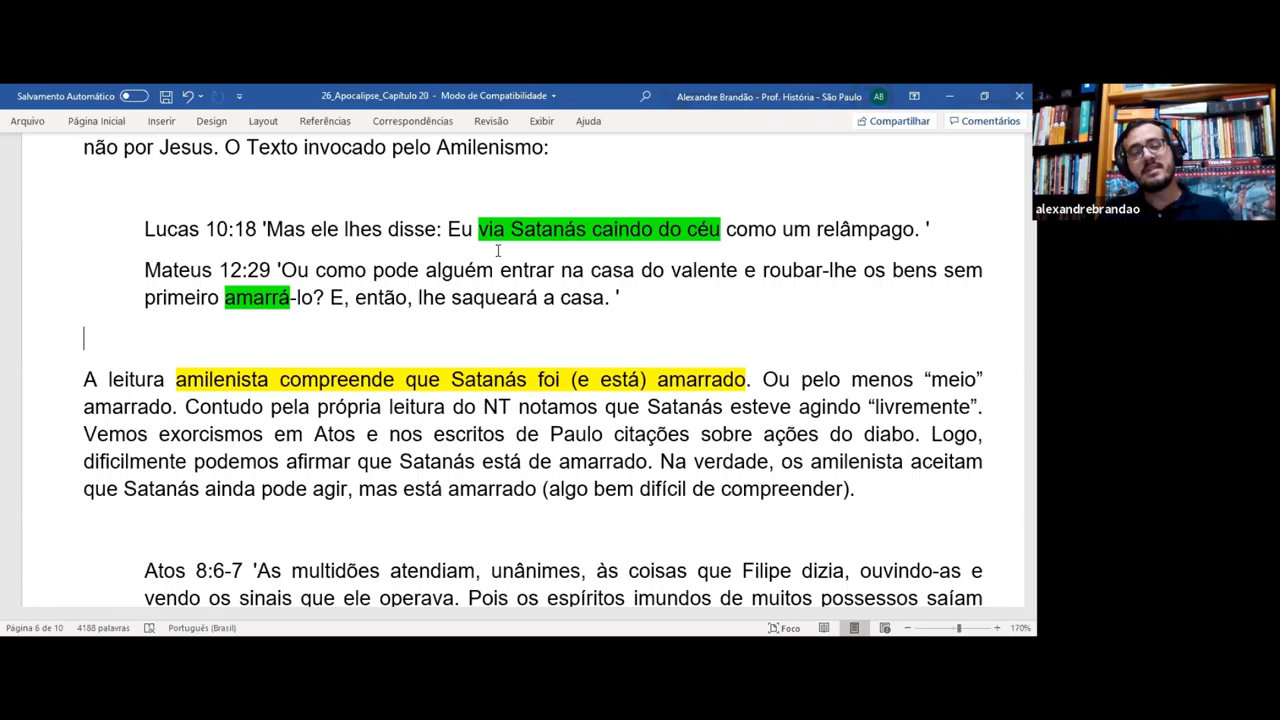 Salvamento Automático
26_Apocalipse_Capítulo 20 - Modo de Compatibilidade
Alexandre Brandão - Prof. História - São Paulo
AB
Arquivo
Página Inicial
Inserir
Design
Layout
Referências
Correspondências
Revisão
Exibir
Ajuda
Compartilhar
Comentários
não por Jesus. O Texto invocado pelo Amilenismo:
Lucas 10:18 'Mas ele lhes disse: Eu via Satanás caindo do céu como um relâmpago. '
Mateus 12:29 'Ou como pode alguém entrar na casa do valente e roubar-lhe os bens sem
primeiro amarrá-lo? E, então, lhe saqueará a casa. '
A leitura amilenista compreende que Satanás foi (e está) amarrado. Ou pelo menos “meio”
amarrado. Contudo pela própria leitura do NT notamos que Satanás esteve agindo “livremente”.
Vemos exorcismos em Atos e nos escritos de Paulo citações sobre ações do diabo. Logo,
dificilmente podemos afirmar que Satanás está de amarrado. Na verdade, os amilenista aceitam
que Satanás ainda pode agir, mas está amarrado (algo bem difícil de compreender).
Atos 8:6-7 'As multidões atendiam, unânimes, às coisas que Filipe dizia, ouvindo-as e
vendo os sinais que ele operava. Pois os espíritos imundos de muitos possessos saíam
Página 6 de 10
4188 palavras
Português (Brasil)
Foco
170%
alexandrebrandao